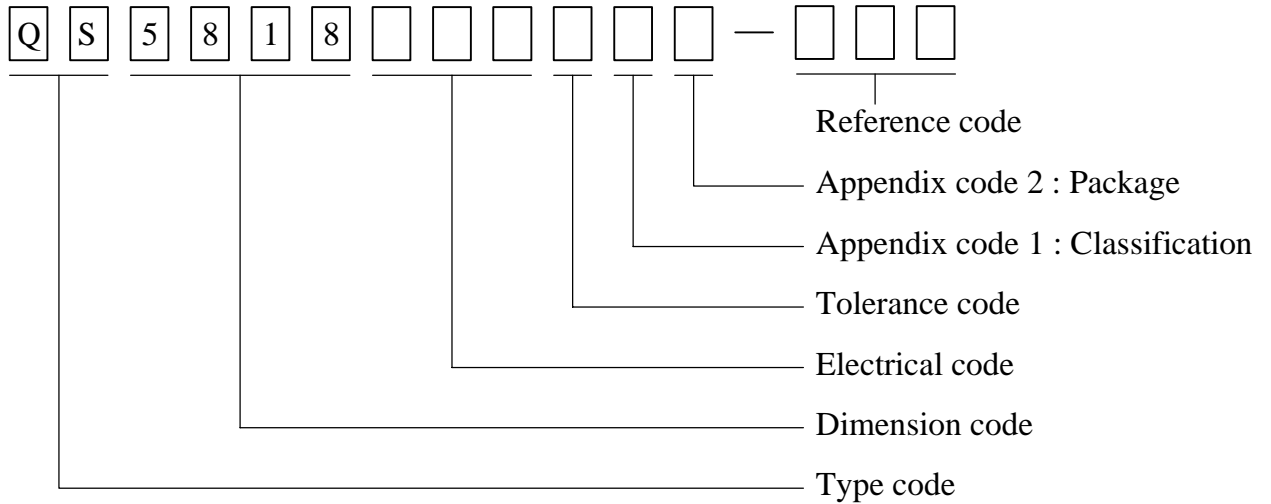 Q S 5 8 1 8 —
Reference code
Appendix code 2 : Package
Appendix code 1 : Classification
Tolerance code
Electrical code
Dimension code
Type code